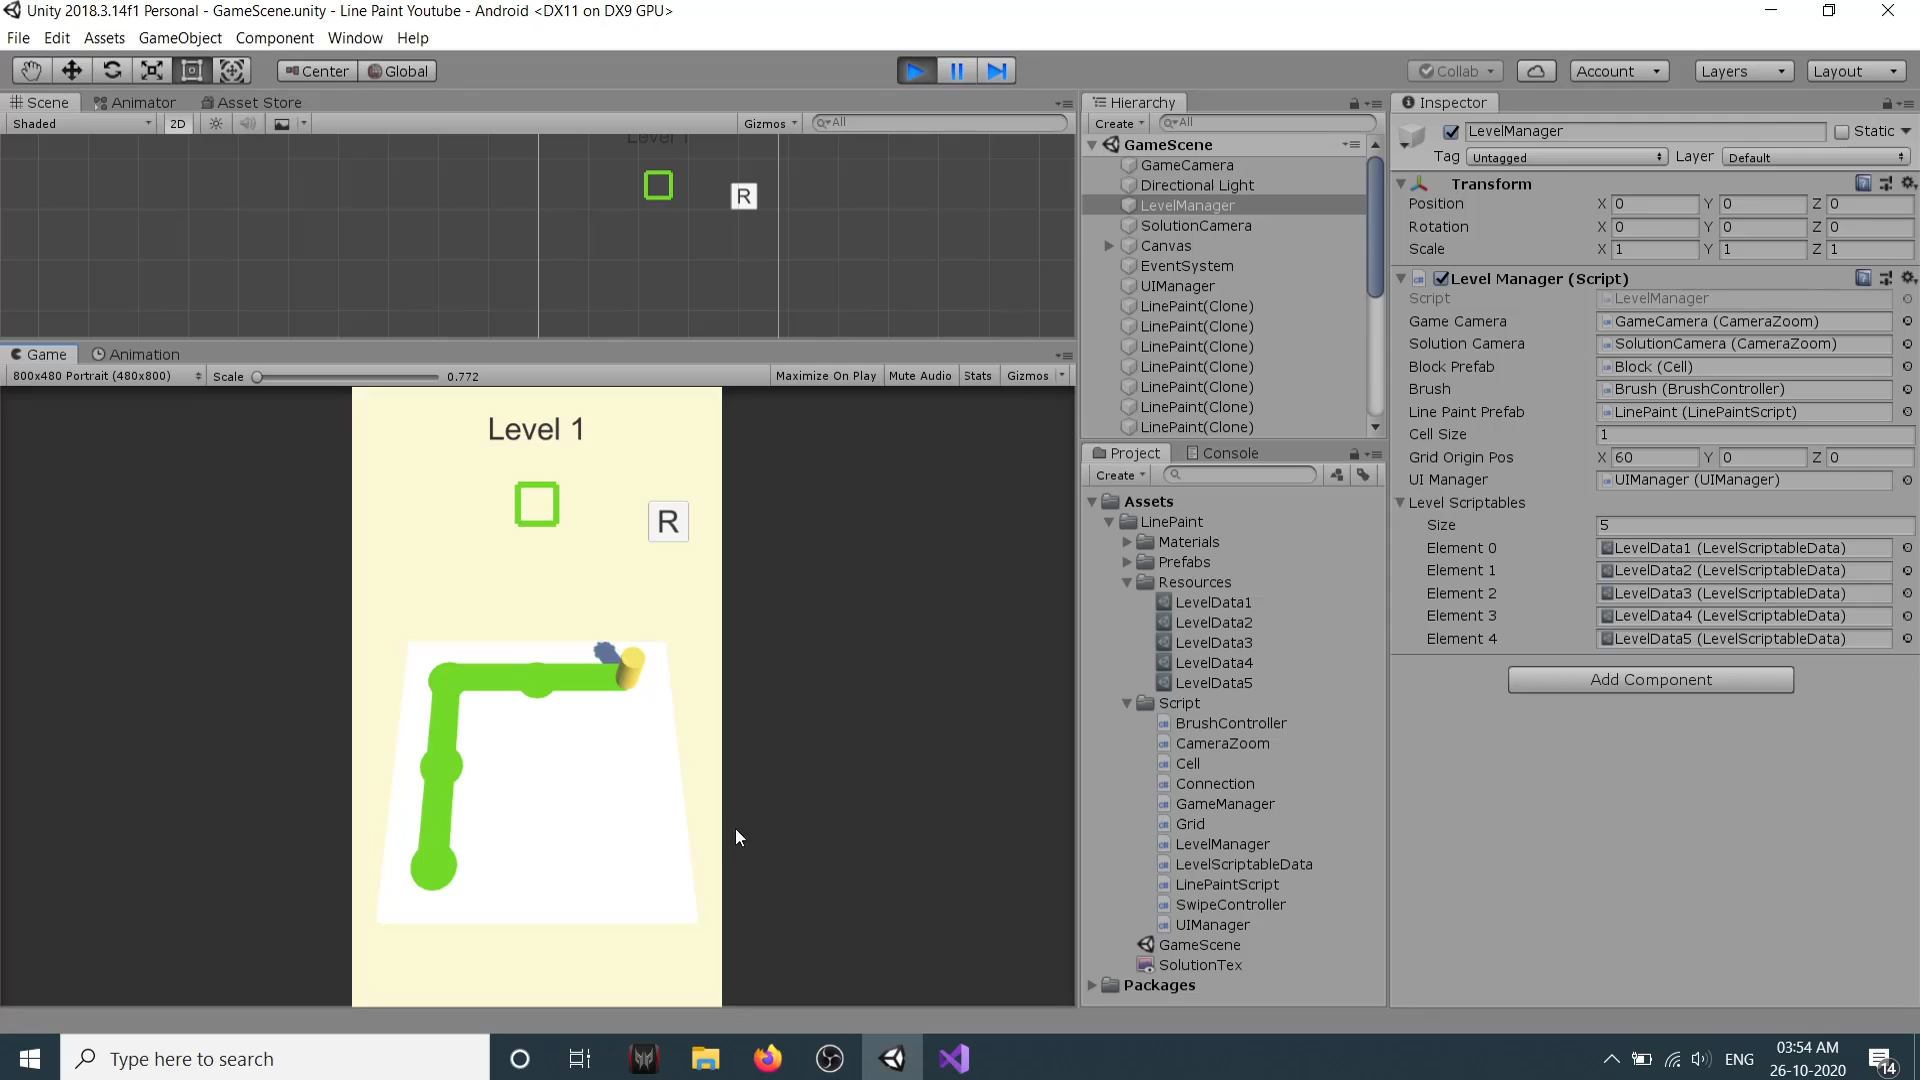 Unity 2018.3.14f1 Personal - GameScene.unity - Line Paint Youtube - Android <DX11 on DX9 GPU>
File Edit Assets GameObject Component Window Help
Center Global Collab Account Layers Layout
Scene Animator Asset Store
Shaded 2D Gizmos All
Level 1
R
Game Animation
800x480 Portrait (480x800) Scale 0.772 Maximize On Play Mute Audio Stats Gizmos
Level 1
R
Hierarchy
Create All
GameScene
GameCamera
Directional Light
LevelManager
SolutionCamera
Canvas
EventSystem
UIManager
LinePaint(Clone)
LinePaint(Clone)
LinePaint(Clone)
LinePaint(Clone)
LinePaint(Clone)
LinePaint(Clone)
LinePaint(Clone)
Project Console
Create
Assets
LinePaint
Materials
Prefabs
Resources
LevelData1
LevelData2
LevelData3
LevelData4
LevelData5
Script
BrushController
CameraZoom
Cell
Connection
GameManager
Grid
LevelManager
LevelScriptableData
LinePaintScript
SwipeController
UIManager
GameScene
SolutionTex
Packages
Inspector
LevelManager Static
Tag Untagged Layer Default
Transform
Position X 0 Y 0 Z 0
Rotation X 0 Y 0 Z 0
Scale X 1 Y 1 Z 1
Level Manager (Script)
Script LevelManager
Game Camera GameCamera (CameraZoom)
Solution Camera SolutionCamera (CameraZoom)
Block Prefab Block (Cell)
Brush Brush (BrushController)
Line Paint Prefab LinePaint (LinePaintScript)
Cell Size 1
Grid Origin Pos X 60 Y 0 Z 0
UI Manager UIManager (UIManager)
Level Scriptables
Size 5
Element 0 LevelData1 (LevelScriptableData)
Element 1 LevelData2 (LevelScriptableData)
Element 2 LevelData3 (LevelScriptableData)
Element 3 LevelData4 (LevelScriptableData)
Element 4 LevelData5 (LevelScriptableData)
Add Component
Type here to search
ENG
03:54 AM
26-10-2020
14